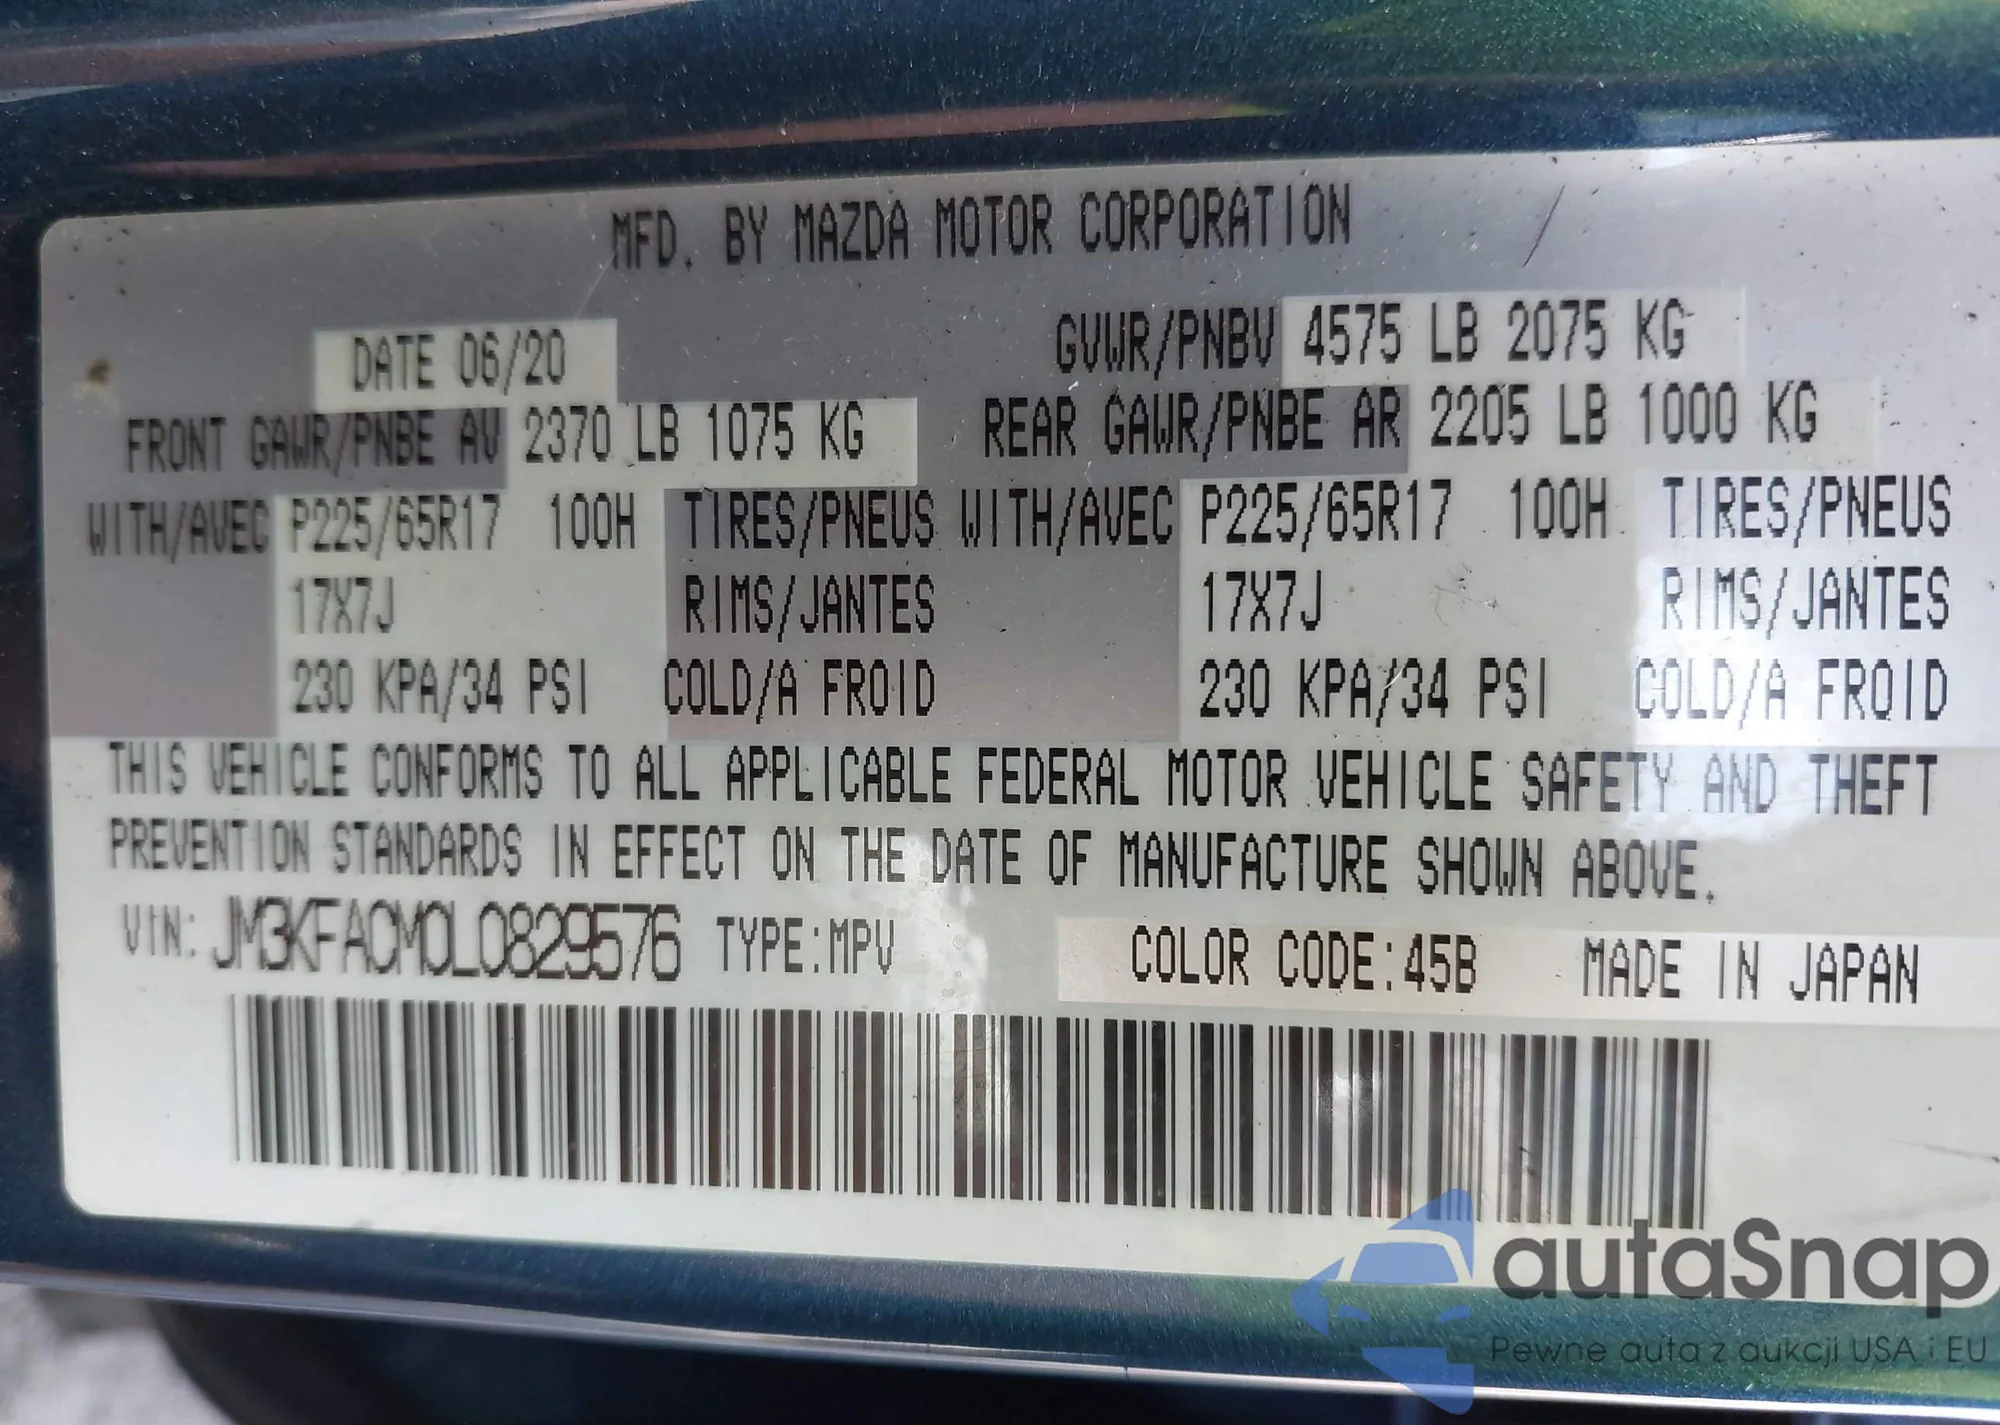 MFD. BY MAZDA MOTOR CORPORATION
DATE 06/20 GVWR/PNBV 4575 LB 2075 KG
FRONT GAWR/PNBE AV 2370 LB 1075 KG REAR GAWR/PNBE AR 2205 LB 1000 KG
WITH/AVEC P225/65R17 100H TIRES/PNEUS WITH/AVEC P225/65R17 100H TIRES/PNEUS
17X7J RIMS/JANTES 17X7J RIMS/JANTES
230 KPA/34 PSI COLD/A FROID 230 KPA/34 PSI COLD/A FROID
THIS VEHICLE CONFORMS TO ALL APPLICABLE FEDERAL MOTOR VEHICLE SAFETY AND THEFT
PREVENTION STANDARDS IN EFFECT ON THE DATE OF MANUFACTURE SHOWN ABOVE.
VIN: JM3KFACM0L0829576 TYPE:MPV COLOR CODE:45B MADE IN JAPAN
autaSnap
Pewne auta z aukcji USA i EU